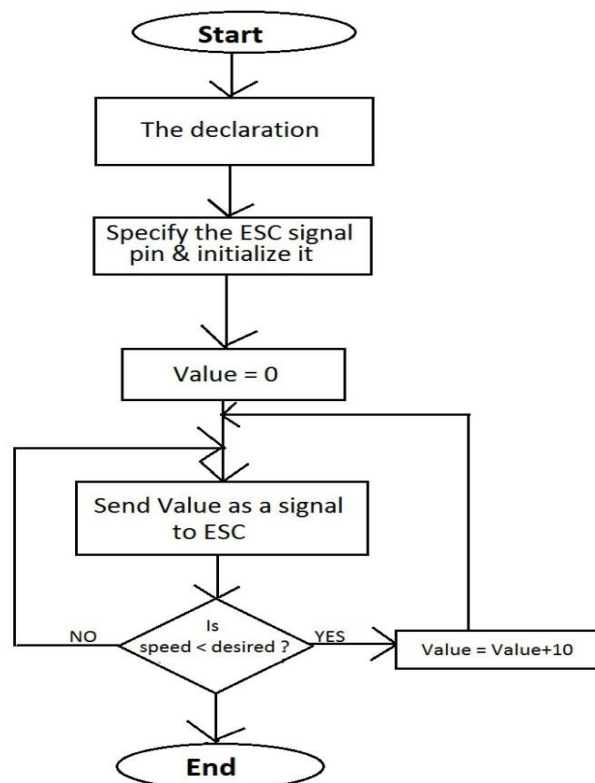 Start
The declaration
Specify the ESC signal
pin & initialize it
Value = 0
Send Value as a signal
to ESC
Is
speed < desired ?
NO
YES
Value = Value+10
End